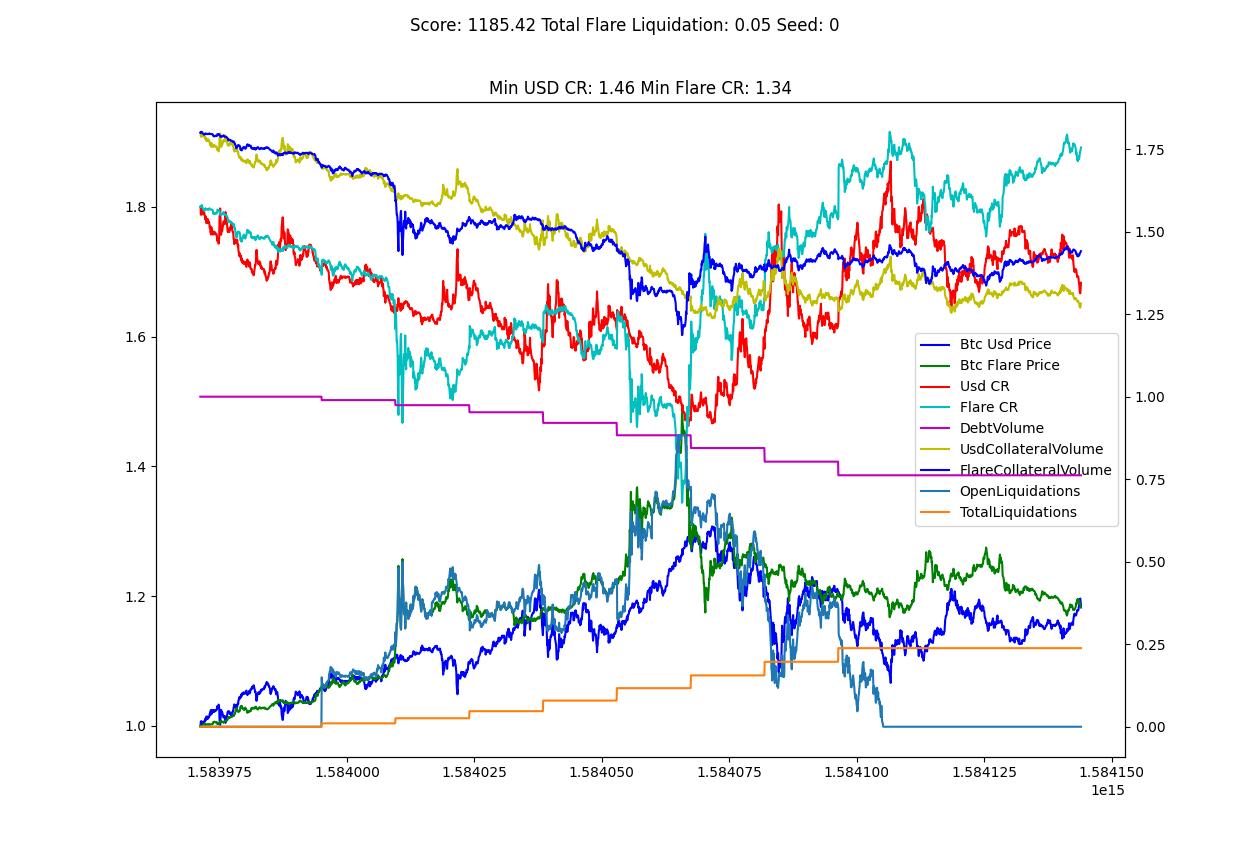 Score: 1185.42 Total Flare Liquidation: 0.05 Seed: 0
Min USD CR: 1.46 Min Flare CR: 1.34
1.8
1.6
1.4
1.2
1.0
1.75
1.50
1.25
1.00
0.75
0.50
0.25
0.00
Btc Usd Price
Btc Flare Price
Usd CR
Flare CR
DebtVolume
UsdCollateralVolume
FlareCollateralVolume
OpenLiquidations
TotalLiquidations
1.583975 1.584000 1.584025 1.584050 1.584075 1.584100 1.584125 1.584150
1e15